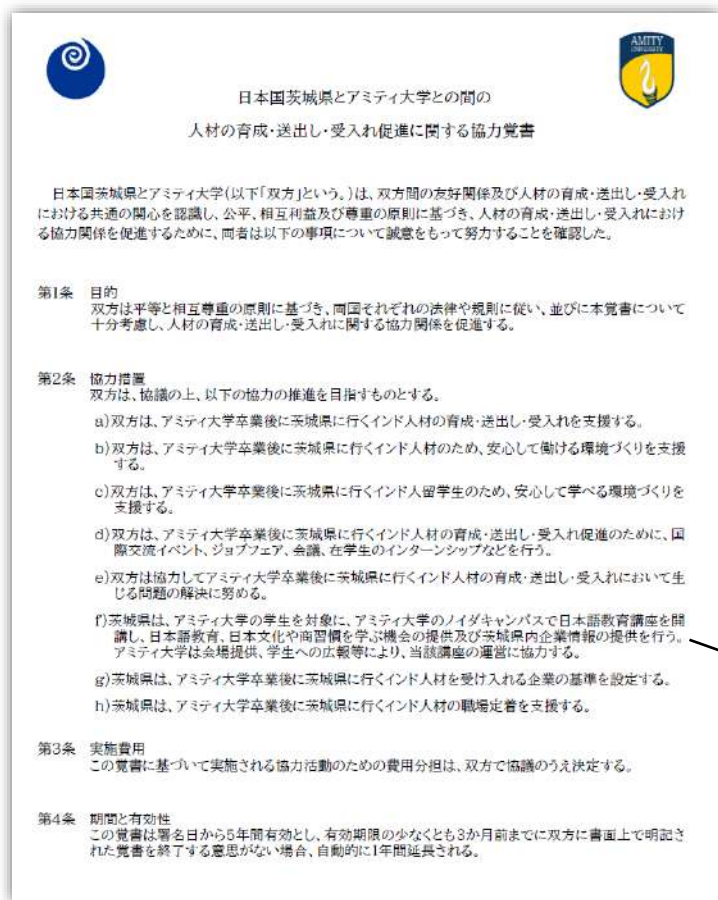 AMITY
UNIVERSITY
日本国茨城県とアミティ大学との間の
人材の育成・送出し・受入れ促進に関する協力覚書
日本国茨城県とアミティ大学(以下「双方」という。)は、双方間の友好関係及び人材の育成・送出し・受入れ
における共通の関心を認識し、公平、相互利益及び尊重の原則に基づき、人材の育成・送出し・受入れにおけ
る協力関係を促進するために、両者は以下の事項について誠意をもって努力することを確認した。
第1条 目的
双方は平等と相互尊重の原則に基づき、両国それぞれの法律や規則に従い、並びに本覚書について
十分考慮し、人材の育成・送出し・受入れに関する協力関係を促進する。
第2条 協力措置
双方は、協議の上、以下の協力の推進を目指すものとする。
a)双方は、アミティ大学卒業後に茨城県に行くインド人材の育成・送出し・受入れを支援する。
b)双方は、アミティ大学卒業後に茨城県に行くインド人材のため、安心して働ける環境づくりを支援
する。
c)双方は、アミティ大学卒業後に茨城県に行くインド人留学生のため、安心して学べる環境づくりを
支援する。
d)双方は、アミティ大学卒業後に茨城県に行くインド人材の育成・送出し・受入れ促進のために、国
際交流イベント、ジョブフェア、会議、在学生のインターンシップなどを行う。
e)双方は協力してアミティ大学卒業後に茨城県に行くインド人材の育成・送出し・受入れにおいて生
じる問題の解決に努める。
f)茨城県は、アミティ大学の学生を対象に、アミティ大学のノイダキャンパスで日本語教育講座を開
講し、日本語教育、日本文化や商習慣を学ぶ機会の提供及び茨城県内企業情報の提供を行う。
アミティ大学は会場提供、学生への広報等により、当該講座の運営に協力する。
g)茨城県は、アミティ大学卒業後に茨城県に行くインド人材を受け入れる企業の基準を設定する。
h)茨城県は、アミティ大学卒業後に茨城県に行くインド人材の職場定着を支援する。
第3条 実施費用
この覚書に基づいて実施される協力活動のための費用分担は、双方で協議のうえ決定する。
第4条 期間と有効性
この覚書は署名日から5年間有効とし、有効期限の少なくとも3か月前までに双方に書面上で明記さ
れた覚書を終了する意思がない場合、自動的に1年間延長される。